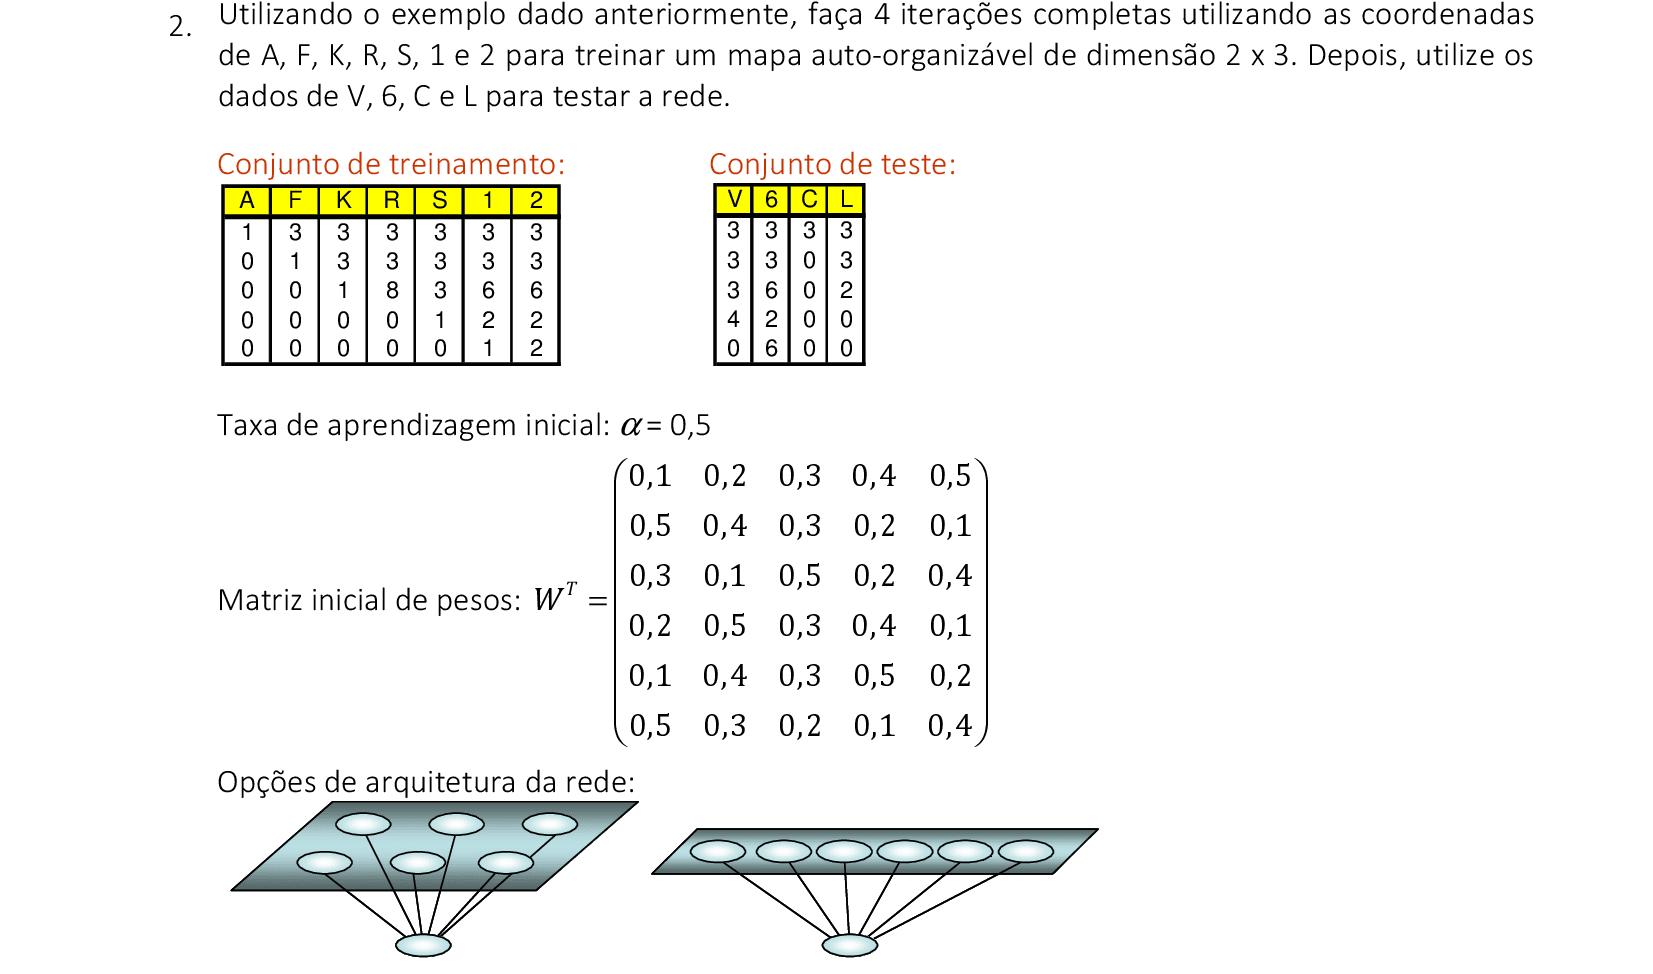 2. Utilizando o exemplo dado anteriormente, faça 4 iterações completas utilizando as coordenadas
de A, F, K, R, S, 1 e 2 para treinar um mapa auto-organizável de dimensão 2 x 3. Depois, utilize os
dados de V, 6, C e L para testar a rede.
Conjunto de treinamento: Conjunto de teste:
A F K R S 1 2 V 6 C L
1 3 3 3 3 3 3 3 3 3 3
0 1 3 3 3 3 3 3 3 0 3
0 0 1 8 3 6 6 3 6 0 2
0 0 0 0 1 2 2 4 2 0 0
0 0 0 0 0 1 2 0 6 0 0
Taxa de aprendizagem inicial: α = 0,5
0,1 0,2 0,3 0,4 0,5
0,5 0,4 0,3 0,2 0,1
0,3 0,1 0,5 0,2 0,4
Matriz inicial de pesos: Wᵀ =
0,2 0,5 0,3 0,4 0,1
0,1 0,4 0,3 0,5 0,2
0,5 0,3 0,2 0,1 0,4
Opções de arquitetura da rede: